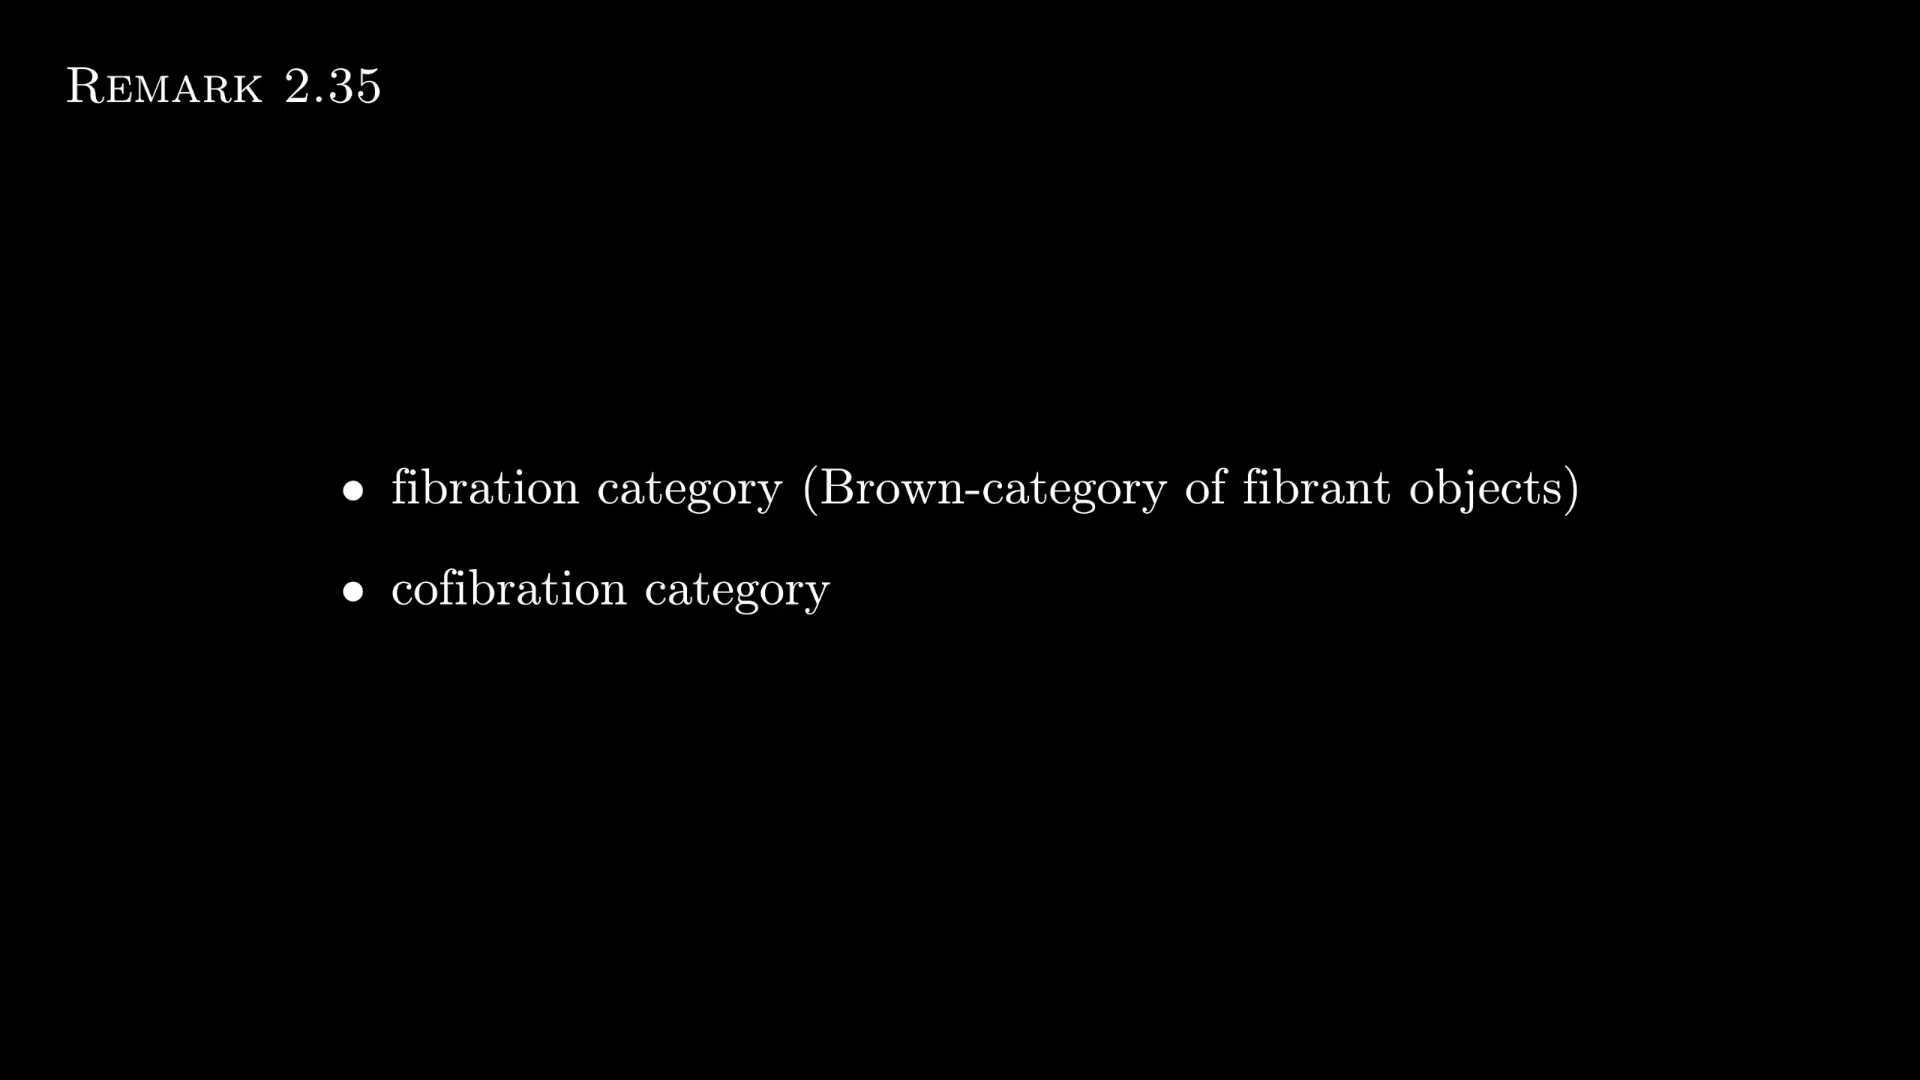 REMARK 2.35
• fibration category (Brown-category of fibrant objects)
• cofibration category